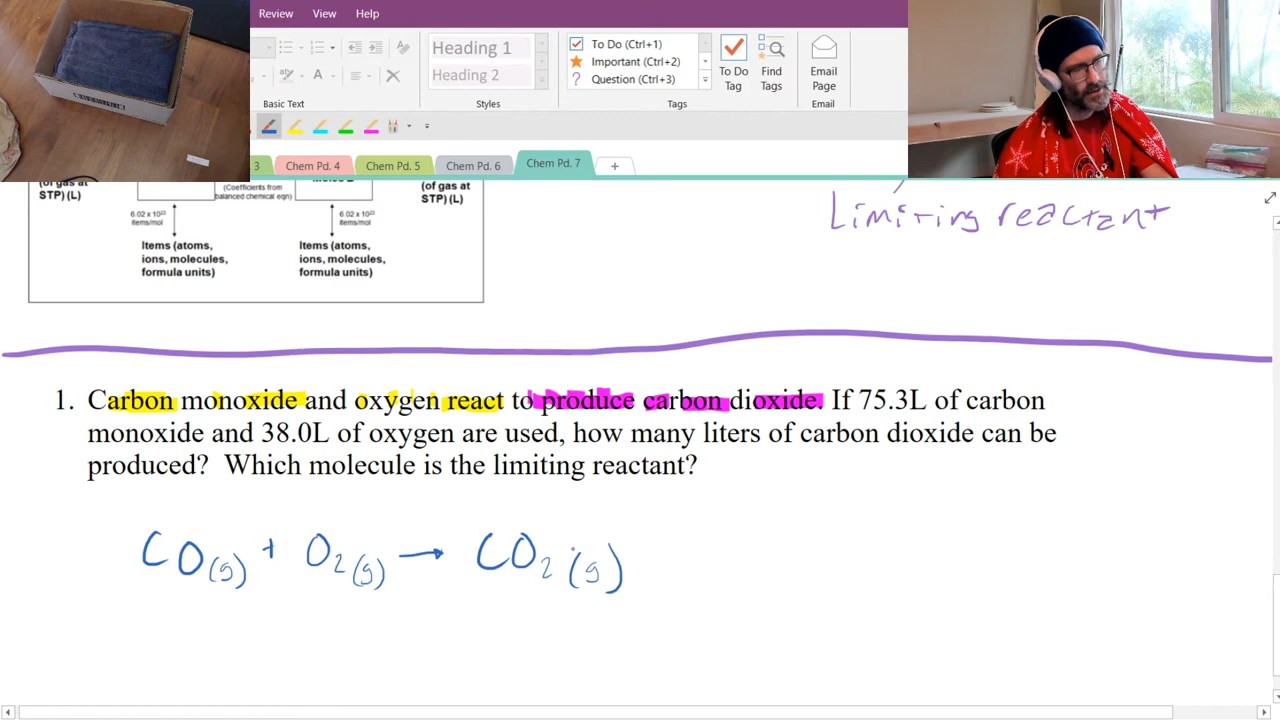 Review View Help
Heading 1
Heading 2
To Do (Ctrl+1)
Important (Ctrl+2)
? Question (Ctrl+3)
To Do Tag
Find Tags
Email Page
Basic Text
Styles
Tags
Email
3 Chem Pd. 4 Chem Pd. 5 Chem Pd. 6 Chem Pd. 7 +
(of gas at
STP) (L)
(Coefficients from
balanced chemical eqn)
(of gas at
STP) (L)
6.02 x 10²³
items/mol
6.02 x 10²³
items/mol
Items (atoms,
ions, molecules,
formula units)
Items (atoms,
ions, molecules,
formula units)
Limiting reactant
1. Carbon monoxide and oxygen react to produce carbon dioxide. If 75.3L of carbon
monoxide and 38.0L of oxygen are used, how many liters of carbon dioxide can be
produced? Which molecule is the limiting reactant?
CO(g) + O₂(g) → CO₂(g)